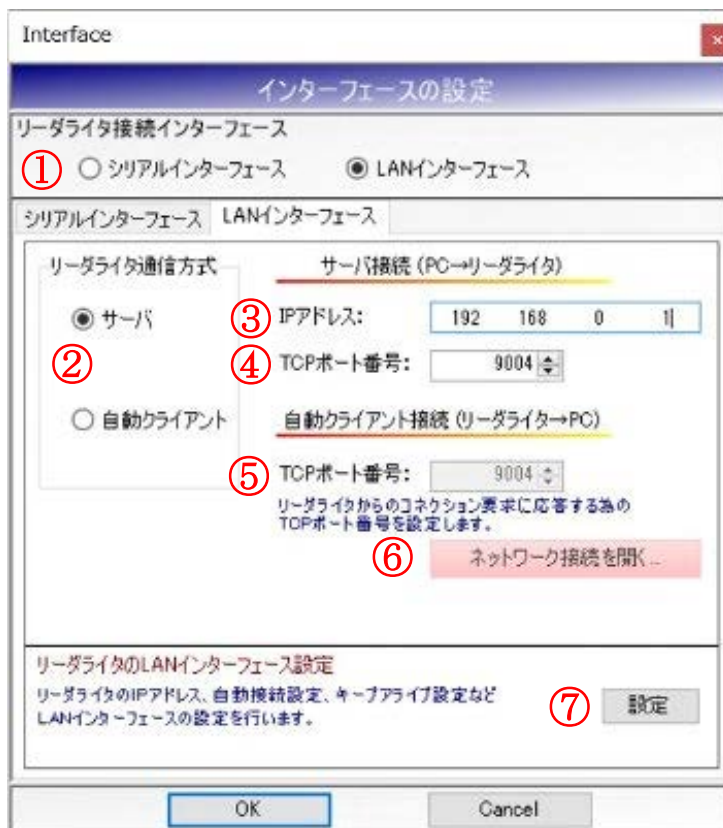 Interface
インターフェースの設定
リーダライタ接続インターフェース
① シリアルインターフェース LANインターフェース
シリアルインターフェース LANインターフェース
リーダライタ通信方式
サーバ
②
自動クライアント
サーバ接続 (PC→リーダライタ)
③ IPアドレス: 192 168 0 1
④ TCPポート番号: 9004
自動クライアント接続 (リーダライタ→PC)
⑤ TCPポート番号: 9004
リーダライタからのコネクション要求に応答する為の
TCPポート番号を設定します。
⑥ ネットワーク接続を開く...
リーダライタのLANインターフェース設定
リーダライタのIPアドレス、自動接続設定、キープアライブ設定など
LANインターフェースの設定を行います。
⑦ 設定
OK Cancel